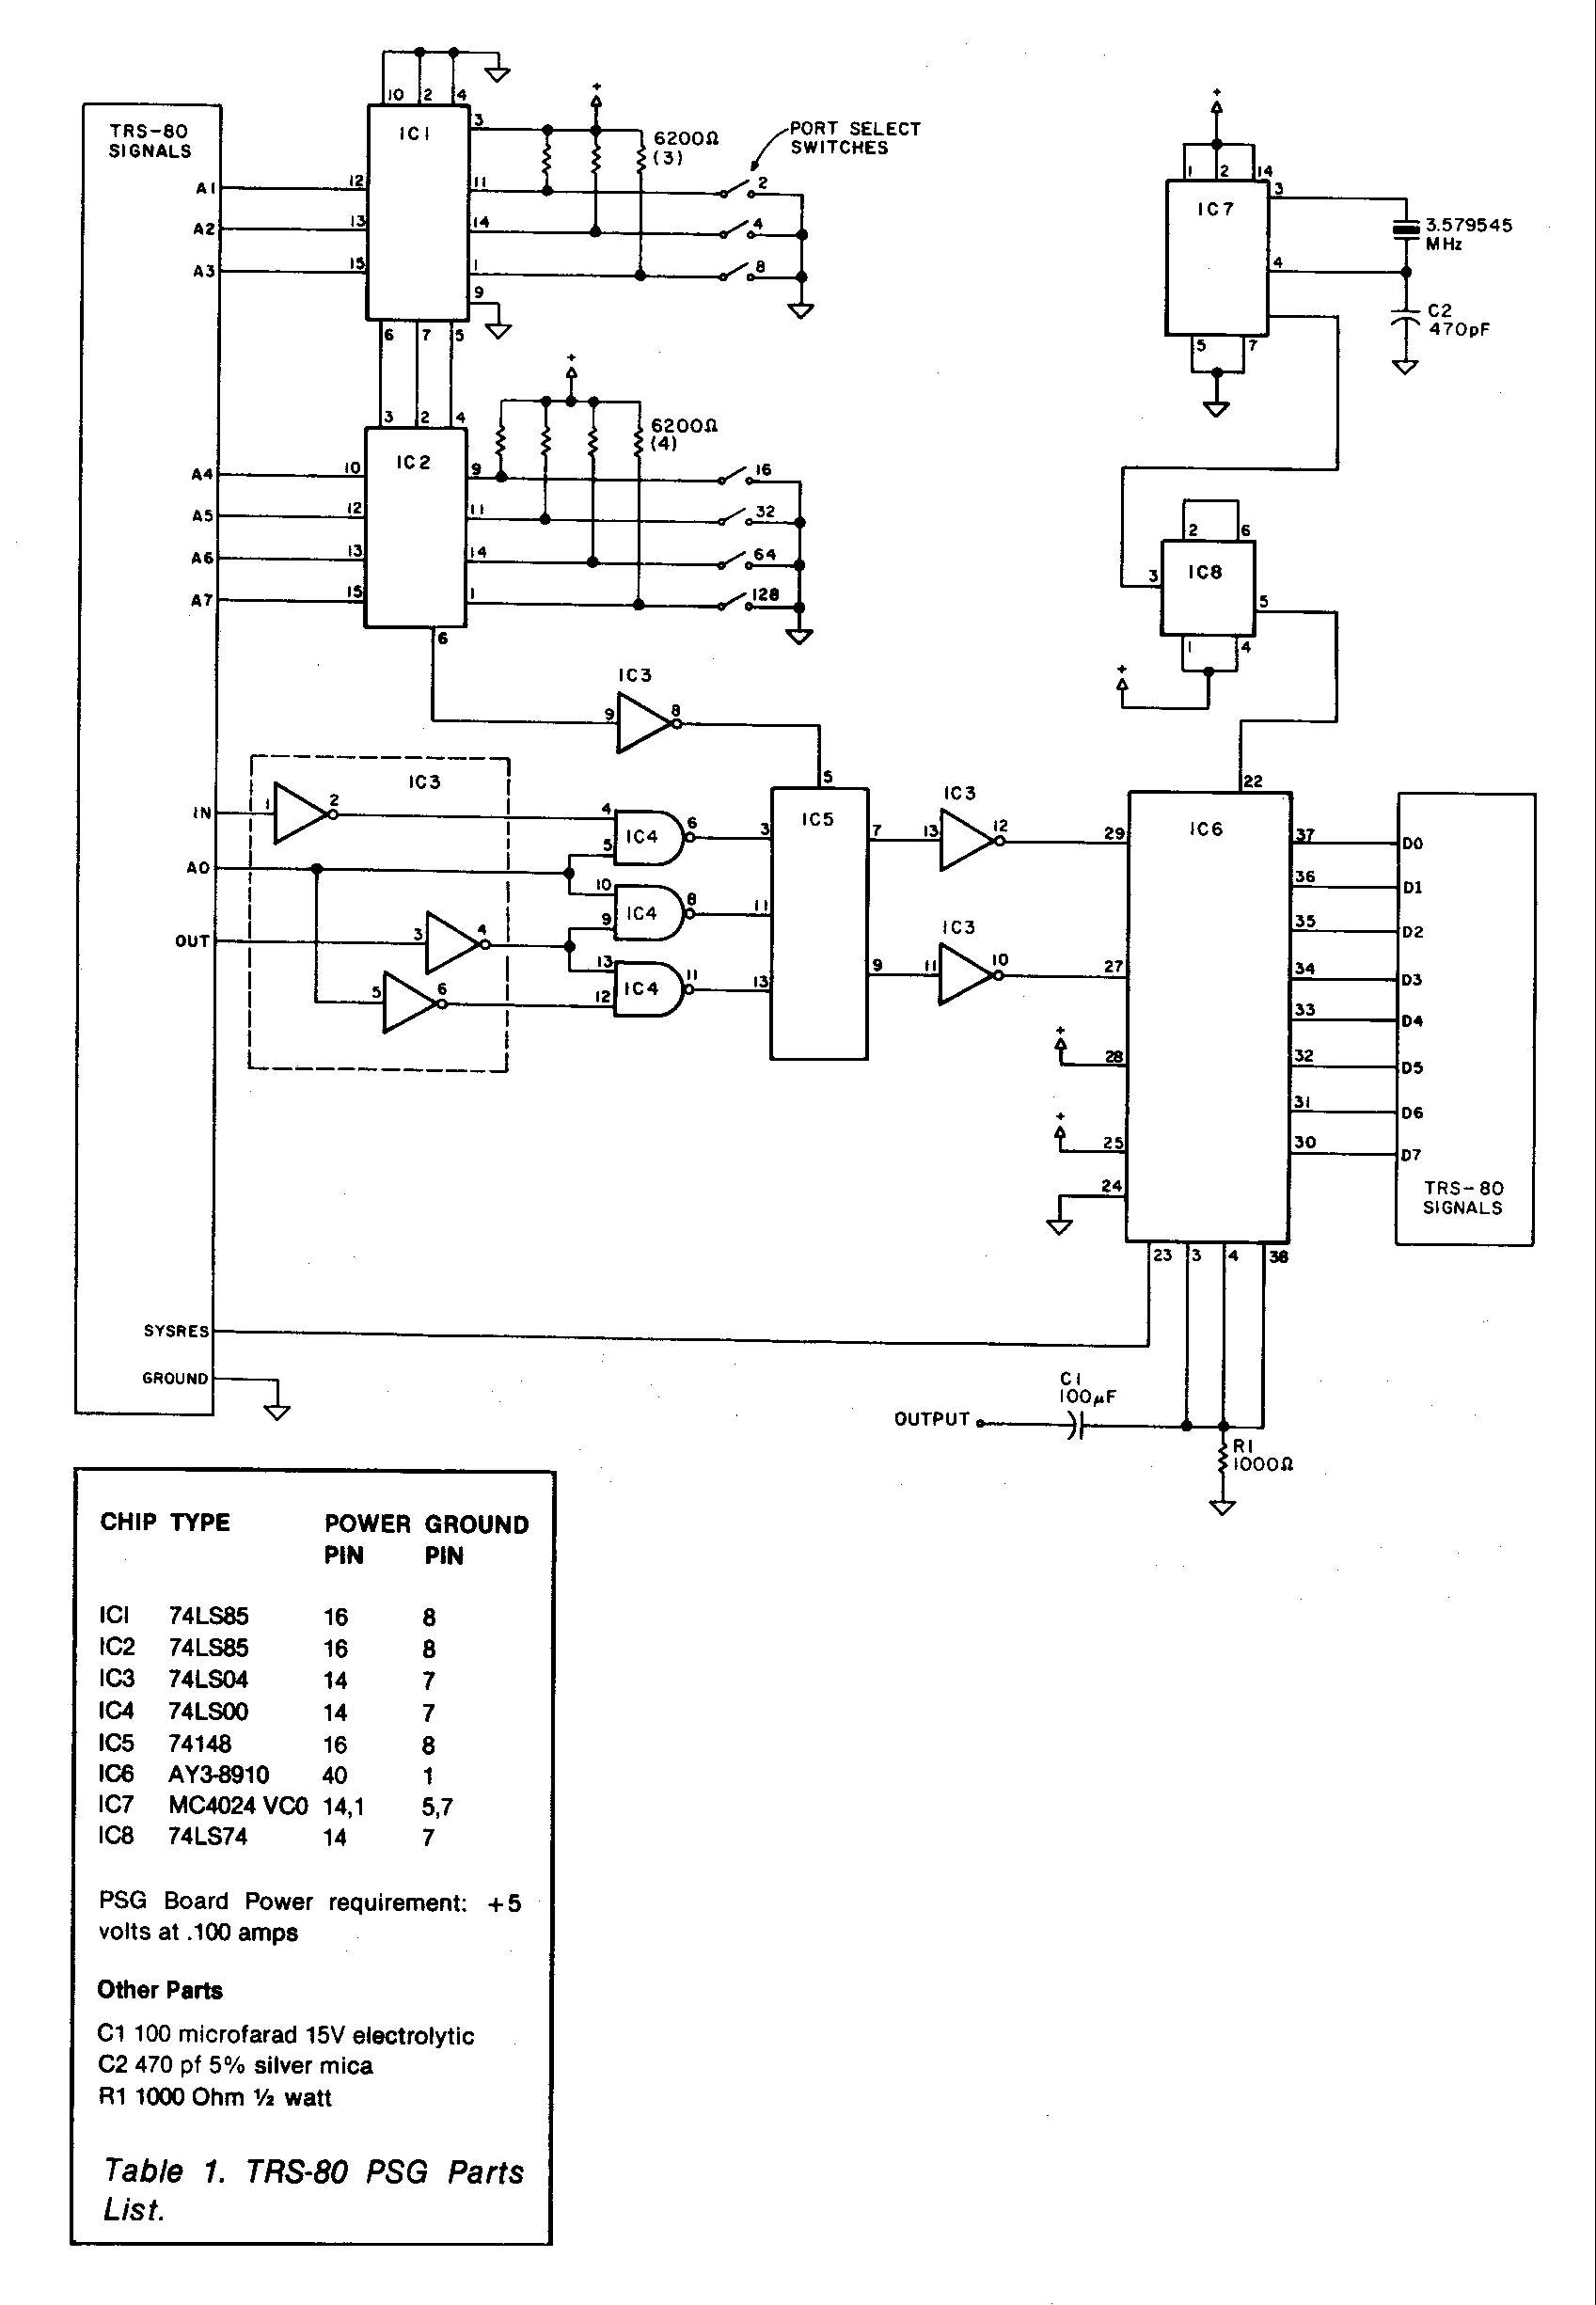 TRS-80
SIGNALS
A1
A2
A3
A4
A5
A6
A7
IN
A0
OUT
SYSRES
GROUND
10 2 4
IC1
3
12 11
13 14
15 1
9
6 7 5
+
6200Ω
(3)
PORT SELECT
SWITCHES
2
4
8
3 2 4
IC2
10 9
12 11
13 14
15 1
6
+
6200Ω
(4)
16
32
64
128
IC3
9 8
IC3
1 2
3 4
5 6
4
5 IC4 6
10
9 IC4 8
13
12 IC4 11
5
IC5
3 7
11
13 9
IC3
13 12
IC3
11 10
+
1 2 14
IC7
3
4
5 7
3.579545
MHz
C2
470pF
2 6
IC8
3 5
1 4
+
22
IC6
29
27
+
28
+
25
24
37 D0
36 D1
35 D2
34 D3
33 D4
32 D5
31 D6
30 D7
TRS-80
SIGNALS
23 3 4 38
C1
100μF
OUTPUT
R1
1000Ω
CHIP TYPE POWER GROUND
PIN PIN
IC1 74LS85 16 8
IC2 74LS85 16 8
IC3 74LS04 14 7
IC4 74LS00 14 7
IC5 74148 16 8
IC6 AY3-8910 40 1
IC7 MC4024 VC0 14,1 5,7
IC8 74LS74 14 7
PSG Board Power requirement: +5
volts at .100 amps
Other Parts
C1 100 microfarad 15V electrolytic
C2 470 pf 5% silver mica
R1 1000 Ohm ½ watt
Table 1. TRS-80 PSG Parts
List.